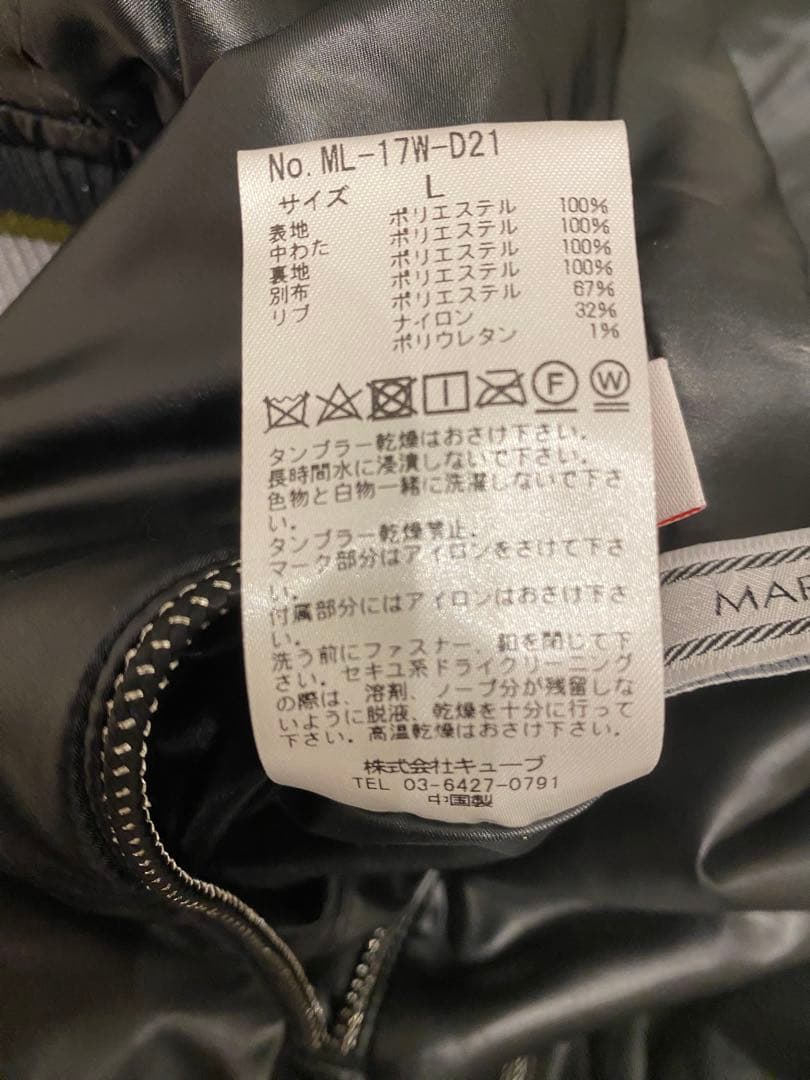 No. ML-17W-D21
サイズ L
表地 ポリエステル 100%
中わた ポリエステル 100%
裏地 ポリエステル 100%
別布 ポリエステル 100%
リブ ポリエステル 67%
ナイロン 32%
ポリウレタン 1%
F W
タンブラー乾燥はおさけ下さい.
長時間水に浸漬しないで下さい.
色物と白物一緒に洗濯しないで下さ
い.
タンブラー乾燥禁止.
マーク部分はアイロンをさけて下さ
い.
付属部分にはアイロンはおさけ下さ
い.
洗う前にファスナー、釦を閉じて下
さい. セキユ系ドライクリーニング
の際は、溶剤、ソープ分が残留しな
いように脱液、乾燥を十分に行って
下さい. 高温乾燥はおさけ下さい.
株式会社キューブ
TEL 03-6427-0791
中国製
MAR